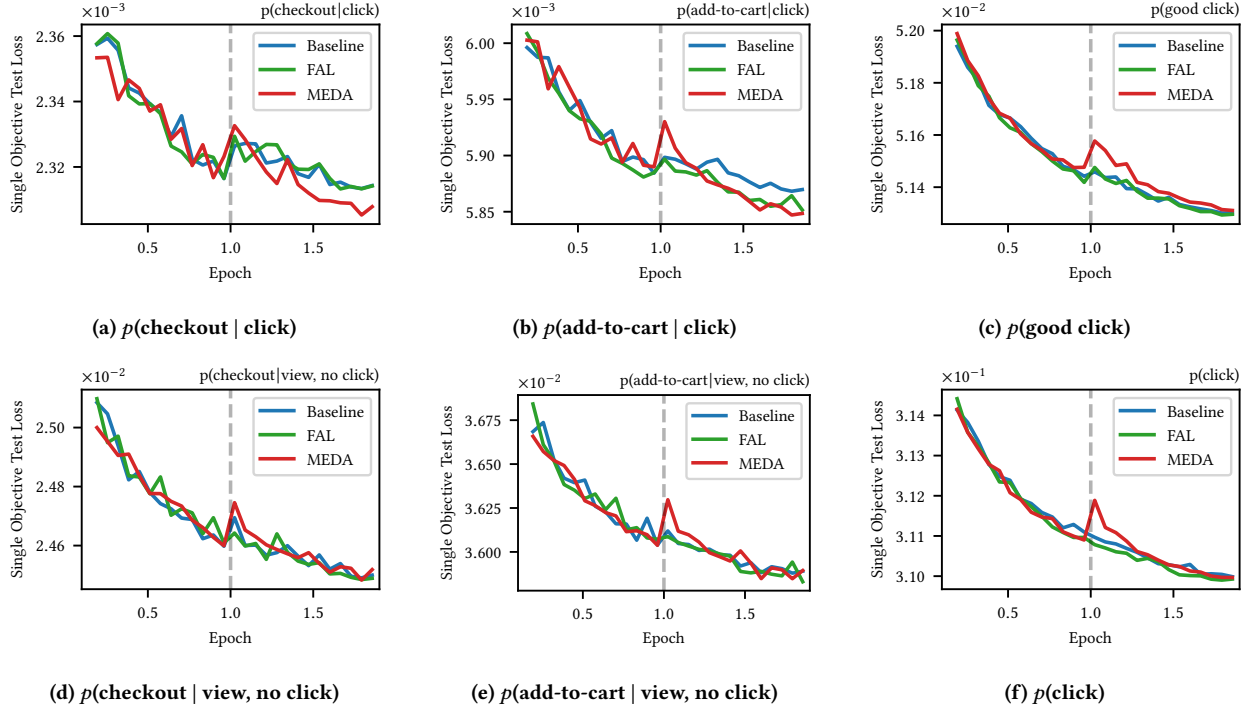 ×10⁻³
p(checkout|click)
2.36
2.34
2.32
Single Objective Test Loss
Baseline
FAL
MEDA
0.5
1.0
1.5
Epoch
(a) p(checkout | click)
×10⁻³
p(add-to-cart|click)
6.00
5.95
5.90
5.85
Single Objective Test Loss
Baseline
FAL
MEDA
0.5
1.0
1.5
Epoch
(b) p(add-to-cart | click)
×10⁻²
p(good click)
5.20
5.18
5.16
5.14
Single Objective Test Loss
Baseline
FAL
MEDA
0.5
1.0
1.5
Epoch
(c) p(good click)
×10⁻²
p(checkout|view, no click)
2.50
2.48
2.46
Single Objective Test Loss
Baseline
FAL
MEDA
0.5
1.0
1.5
Epoch
(d) p(checkout | view, no click)
×10⁻²
p(add-to-cart|view, no click)
3.675
3.650
3.625
3.600
Single Objective Test Loss
Baseline
FAL
MEDA
0.5
1.0
1.5
Epoch
(e) p(add-to-cart | view, no click)
×10⁻¹
p(click)
3.14
3.13
3.12
3.11
3.10
Single Objective Test Loss
Baseline
FAL
MEDA
0.5
1.0
1.5
Epoch
(f) p(click)